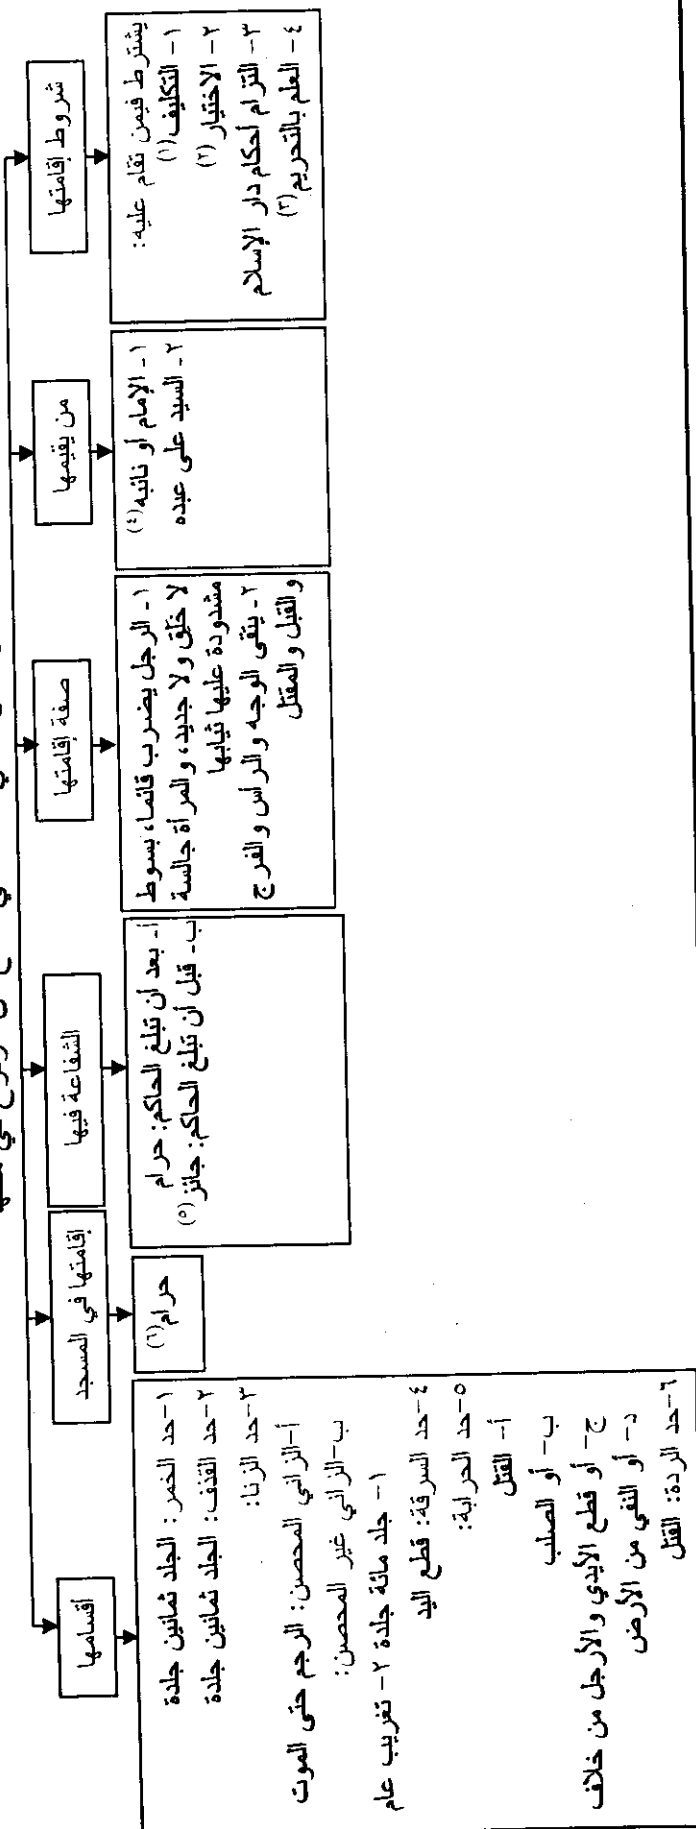 شروط إقامتها
يشترط فيمن تقام عليه:
١- التكليف(١)
٢- الاختيار(٢)
٣- التزام أحكام دار الإسلام
٤- العلم بالتحريم(٣)
من يقيمها
١- الإمام أو نائبه(٤)
٢- السيد على عبده
صفة إقامتها
١- الرجل يضرب قائما، بسوط
لا خلق ولا جديد، والمرأة جالسة
مشدودة عليها ثيابها
٢- يتقى الوجه والرأس والفرج
والقبل والمقتل
الشفاعة فيها
أ- بعد أن تبلغ الحاكم: حرام
ب- قبل أن تبلغ الحاكم: جائز(٥)
إقامتها في المسجد
حرام(٦)
أقسامها
١-حد الخمر: الجلد ثمانين جلدة
٢-حد القذف: الجلد ثمانين جلدة
٣-حد الزنا:
أ-الزاني المحصن: الرجم حتى الموت
ب-الزاني غير المحصن:
١- جلد مائة جلدة ٢- تغريب عام
٤-حد السرقة: قطع اليد
٥-حد الحرابة:
أ- القتل
ب- أو الصلب
ج- أو قطع الأيدي والأرجل من خلاف
د- أو النفي من الأرض
٦-حد الردة: القتل